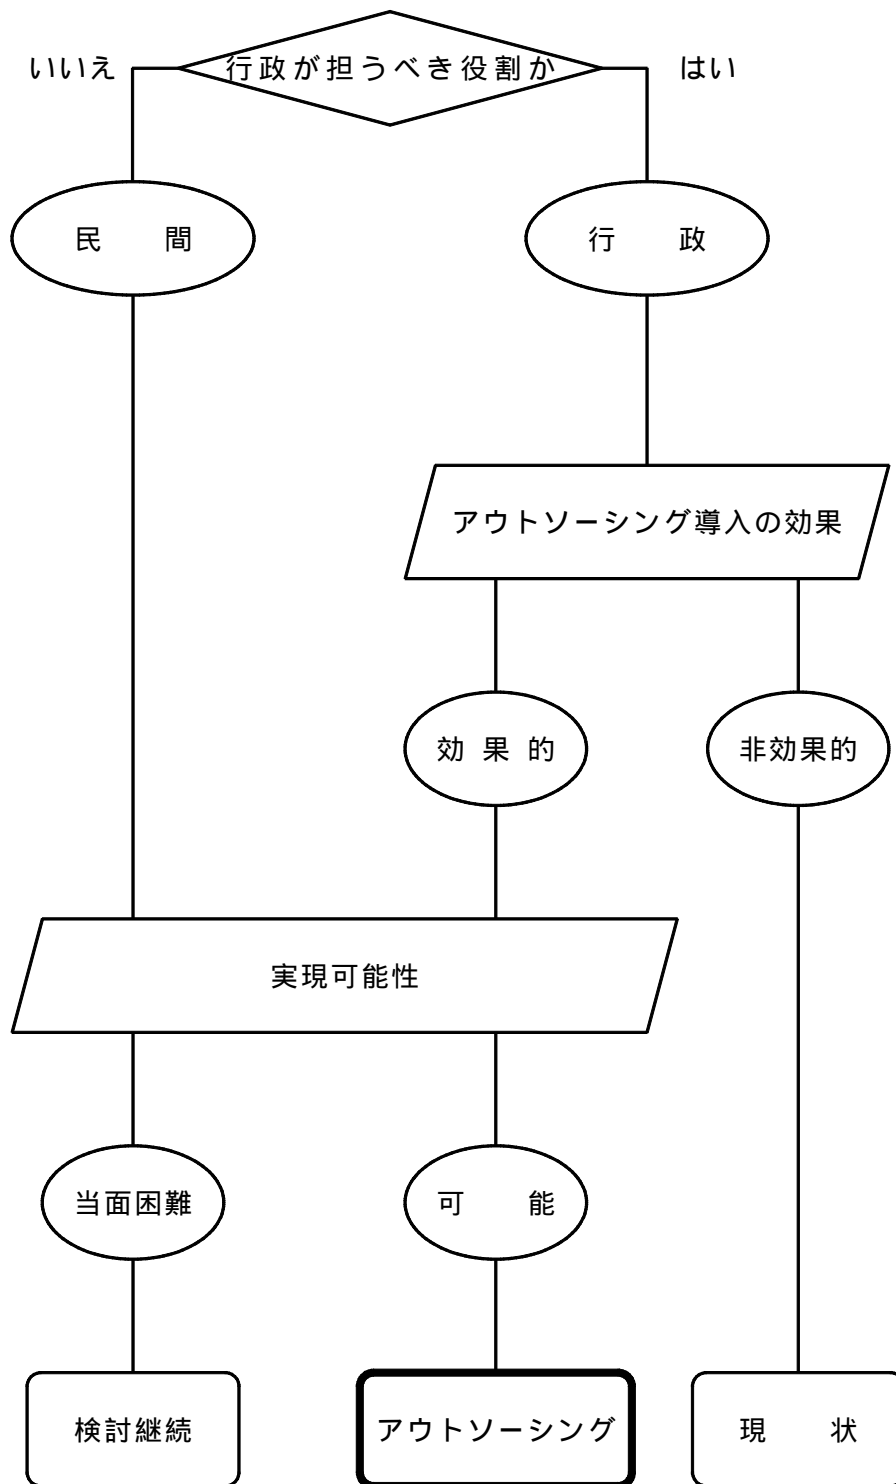 いいえ
行政が担うべき役割か
はい
民 間
行 政
アウトソーシング導入の効果
効果的
非効果的
実現可能性
当面困難
可 能
検討継続
アウトソーシング
現 状